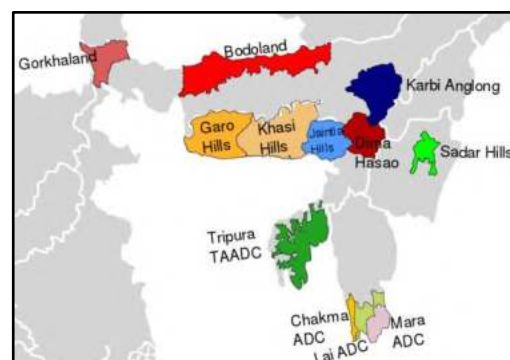 Gorkhaland
Bodoland
Karbi Anglong
Garo
Hills
Khasi
Hills
Jaintia
Hills
Dima
Hasao
Sadar Hills
Tripura
TAADC
Chakma
ADC
Lai ADC
Mara
ADC